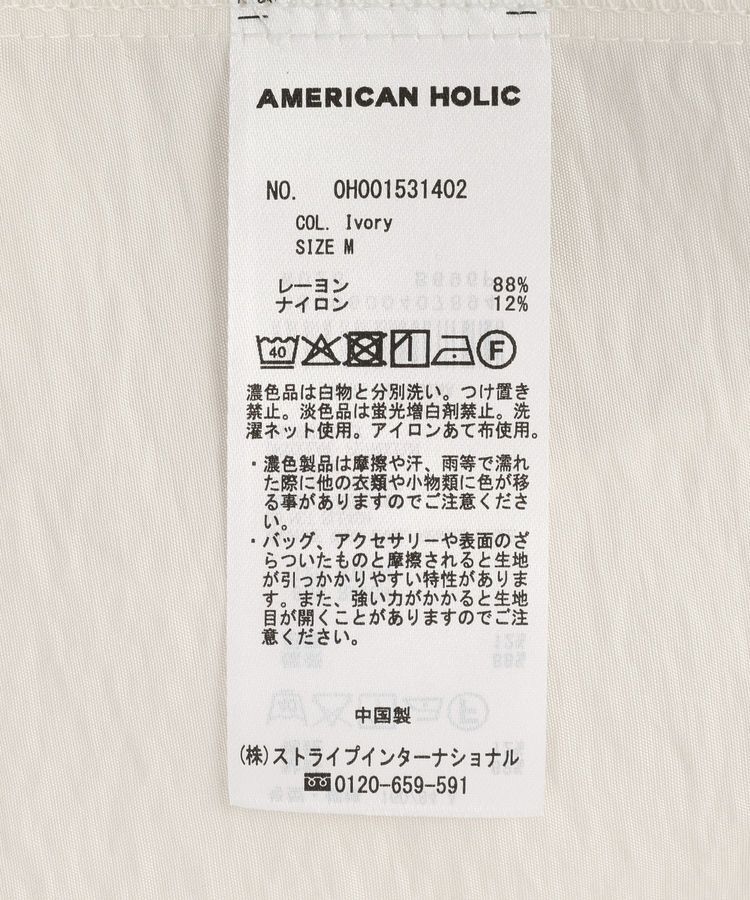 AMERICAN HOLIC
NO. 0H001531402
COL. Ivory
SIZE M
レーヨン 88%
ナイロン 12%
40 F
濃色品は白物と分別洗い。つけ置き
禁止。淡色品は蛍光増白剤禁止。洗
濯ネット使用。アイロンあて布使用。
・濃色製品は摩擦や汗、雨等で濡れ
た際に他の衣類や小物類に色が移
る事がありますのでご注意くださ
い。
・バッグ、アクセサリーや表面のざ
らついたものと摩擦されると生地
が引っかかりやすい特性がありま
す。また、強い力がかかると生地
目が開くことがありますのでご注
意ください。
中国製
(株)ストライプインターナショナル
0120-659-591